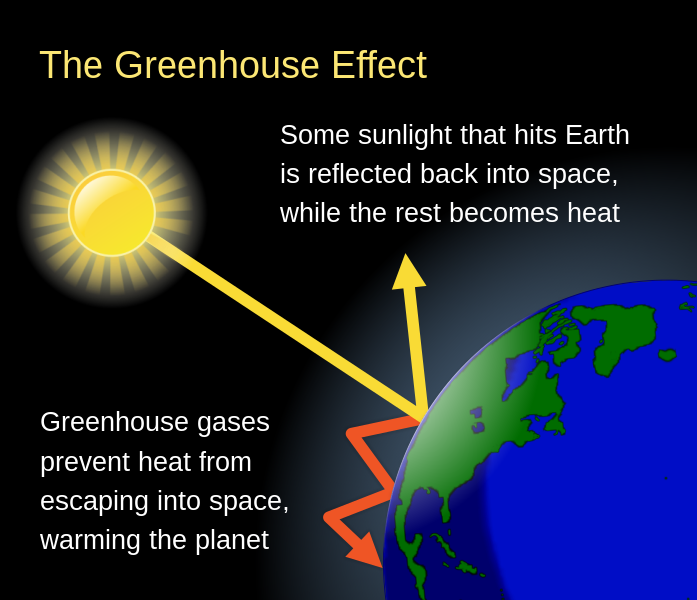 The Greenhouse Effect
Some sunlight that hits Earth
is reflected back into space,
while the rest becomes heat
Greenhouse gases
prevent heat from
escaping into space,
warming the planet